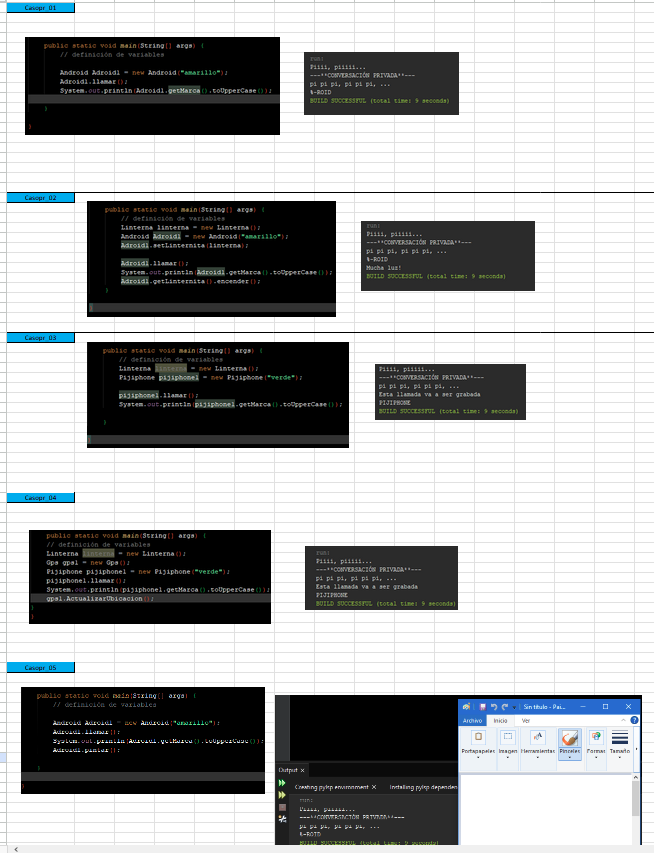 Casopr_01
public static void main(String[] args) {
// definición de variables
Android Adroid1 = new Android("amarillo");
Adroid1.llamar();
System.out.println(Adroid1.getMarca().toUpperCase());
}
run:
Piiii, piiiii...
---**CONVERSACIÓN PRIVADA**---
pi pi pi, pi pi pi, ...
%-ROID
BUILD SUCCESSFUL (total time: 9 seconds)
Casopr_02
public static void main(String[] args) {
// definición de variables
Linterna linterna = new Linterna();
Android Adroid1 = new Android("amarillo");
Adroid1.setLinternita(linterna);
Adroid1.llamar();
System.out.println(Adroid1.getMarca().toUpperCase());
Adroid1.getLinternita().encender();
}
run:
Piiii, piiiii...
---**CONVERSACIÓN PRIVADA**---
pi pi pi, pi pi pi, ...
%-ROID
Mucha luz!
BUILD SUCCESSFUL (total time: 9 seconds)
Casopr_03
public static void main(String[] args) {
// definición de variables
Linterna linterna = new Linterna();
Pijiphone pijiphone1 = new Pijiphone("verde");
pijiphone1.llamar();
System.out.println(pijiphone1.getMarca().toUpperCase());
}
Piiii, piiiii...
---**CONVERSACIÓN PRIVADA**---
pi pi pi, pi pi pi, ...
Esta llamada va a ser grabada
PIJIPHONE
BUILD SUCCESSFUL (total time: 9 seconds)
Casopr_04
public static void main(String[] args) {
// definición de variables
Linterna linterna = new Linterna();
Gps gps1 = new Gps();
Pijiphone pijiphone1 = new Pijiphone("verde");
pijiphone1.llamar();
System.out.println(pijiphone1.getMarca().toUpperCase());
gps1.ActualizarUbicacion();
}
}
run:
Piiii, piiiii...
---**CONVERSACIÓN PRIVADA**---
pi pi pi, pi pi pi, ...
Esta llamada va a ser grabada
PIJIPHONE
BUILD SUCCESSFUL (total time: 9 seconds)
Casopr_05
public static void main(String[] args) {
// definición de variables
Android Adroid1 = new Android("amarillo");
Adroid1.llamar();
System.out.println(Adroid1.getMarca().toUpperCase());
Adroid1.pintar();
}
}
Sin título - Pai...
Archivo Inicio Ver
Portapapeles Imagen Herramientas Pinceles Formas Tamaño
Output
Creating pylsp environment Installing pylsp depender
run:
Piiii, piiiii...
---**CONVERSACIÓN PRIVADA**---
pi pi pi, pi pi pi, ...
%-ROID
BUILD SUCCESSFUL (total time: 9 seconds)